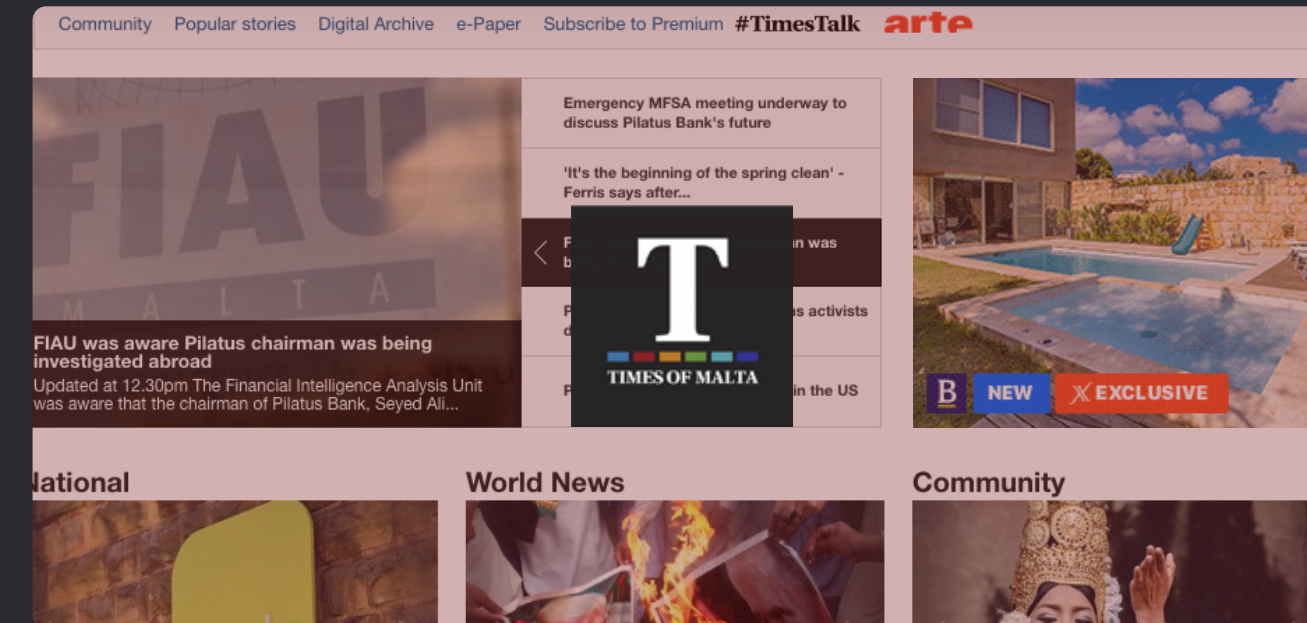 Community Popular stories Digital Archive e-Paper Subscribe to Premium #TimesTalk arte
FIAU
MALTA
FIAU was aware Pilatus chairman was being
investigated abroad
Updated at 12.30pm The Financial Intelligence Analysis Unit
was aware that the chairman of Pilatus Bank, Seyed Ali...
Emergency MFSA meeting underway to
discuss Pilatus Bank's future
'It's the beginning of the spring clean' -
Ferris says after...
was
activists
in the US
T
TIMES OF MALTA
B NEW X EXCLUSIVE
National World News Community